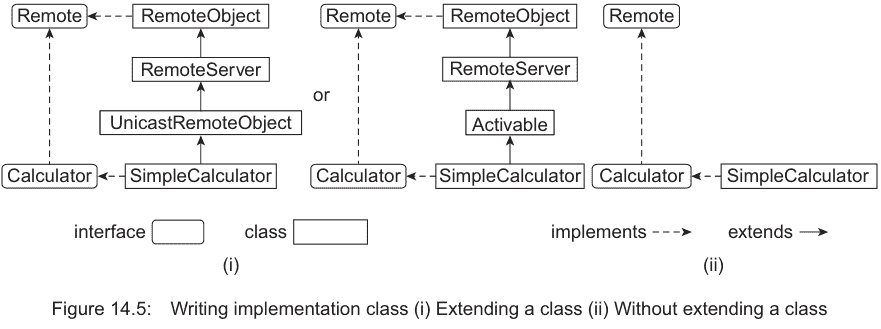 Remote RemoteObject Remote RemoteObject Remote
RemoteServer RemoteServer
or
UnicastRemoteObject Activable
Calculator SimpleCalculator Calculator SimpleCalculator Calculator SimpleCalculator
interface class implements extends
(i) (ii)
Figure 14.5: Writing implementation class (i) Extending a class (ii) Without extending a class